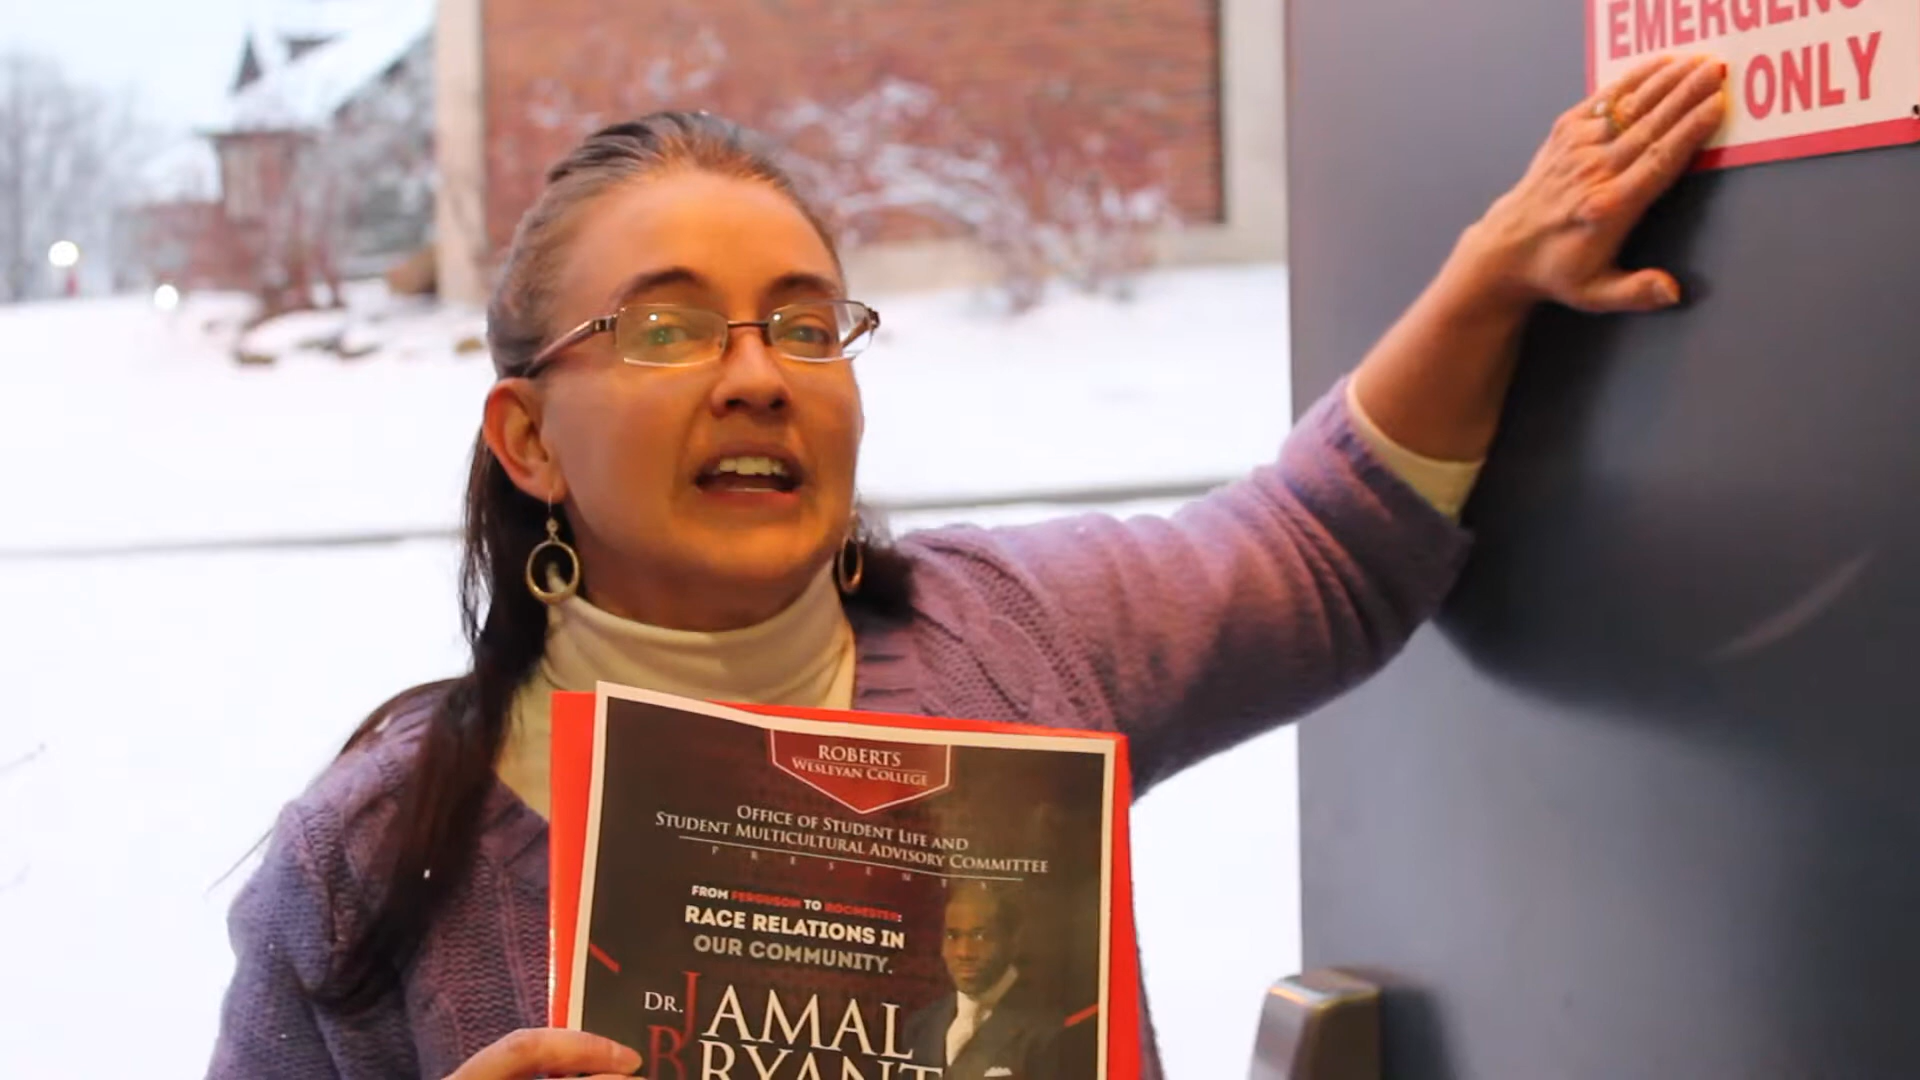 EMERGENC
ONLY
ROBERTS
WESLEYAN COLLEGE
OFFICE OF STUDENT LIFE AND
STUDENT MULTICULTURAL ADVISORY COMMITTEE
PRESENTS
FROM FERGUSON TO ROCHESTER:
RACE RELATIONS IN
OUR COMMUNITY.
DR. JAMAL
BRYANT